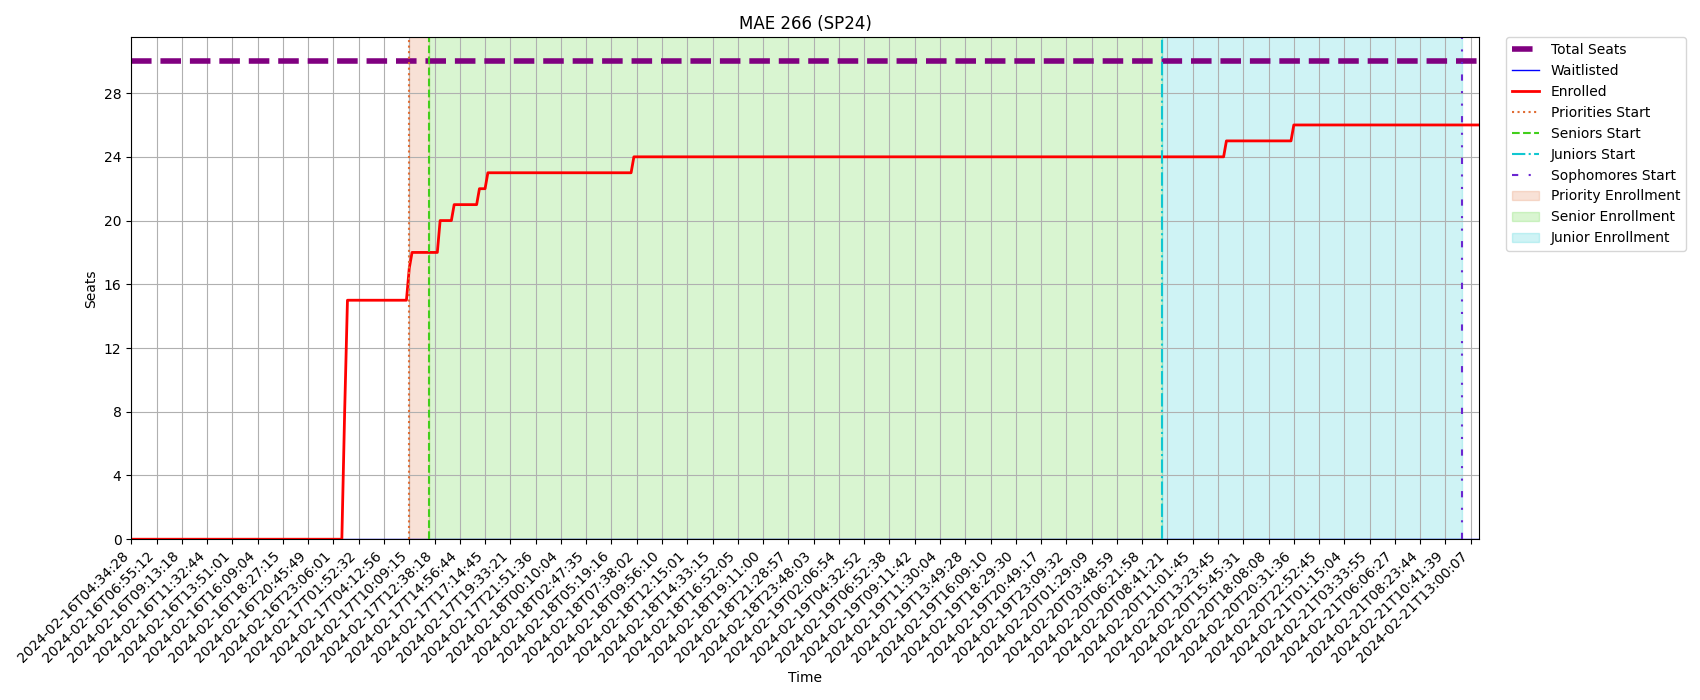 MAE 266 (SP24)
Total Seats
Waitlisted
Enrolled
Priorities Start
Seniors Start
Juniors Start
Sophomores Start
Priority Enrollment
Senior Enrollment
Junior Enrollment
Seats
28
24
20
16
12
8
4
0
2024-02-16T04:34:28
2024-02-16T06:55:12
2024-02-16T09:13:18
2024-02-16T11:32:44
2024-02-16T13:51:01
2024-02-16T16:09:04
2024-02-16T18:27:15
2024-02-16T20:45:49
2024-02-16T23:06:01
2024-02-17T01:52:32
2024-02-17T04:12:56
2024-02-17T10:09:15
2024-02-17T12:38:18
2024-02-17T14:56:44
2024-02-17T17:14:45
2024-02-17T19:33:21
2024-02-17T21:51:36
2024-02-18T00:10:04
2024-02-18T02:47:35
2024-02-18T05:19:16
2024-02-18T07:38:02
2024-02-18T09:56:10
2024-02-18T12:15:01
2024-02-18T14:33:15
2024-02-18T16:52:05
2024-02-18T19:11:00
2024-02-18T21:28:57
2024-02-18T23:48:03
2024-02-19T02:06:54
2024-02-19T04:32:52
2024-02-19T06:52:38
2024-02-19T09:11:42
2024-02-19T11:30:04
2024-02-19T13:49:28
2024-02-19T16:09:10
2024-02-19T18:29:30
2024-02-19T20:49:17
2024-02-19T23:09:32
2024-02-20T01:29:09
2024-02-20T03:48:59
2024-02-20T06:21:58
2024-02-20T08:41:21
2024-02-20T11:01:45
2024-02-20T13:23:45
2024-02-20T15:45:31
2024-02-20T18:08:09
2024-02-20T20:31:36
2024-02-20T22:52:45
2024-02-21T01:15:04
2024-02-21T03:33:55
2024-02-21T06:06:27
2024-02-21T08:23:44
2024-02-21T10:41:39
2024-02-21T13:00:07
Time